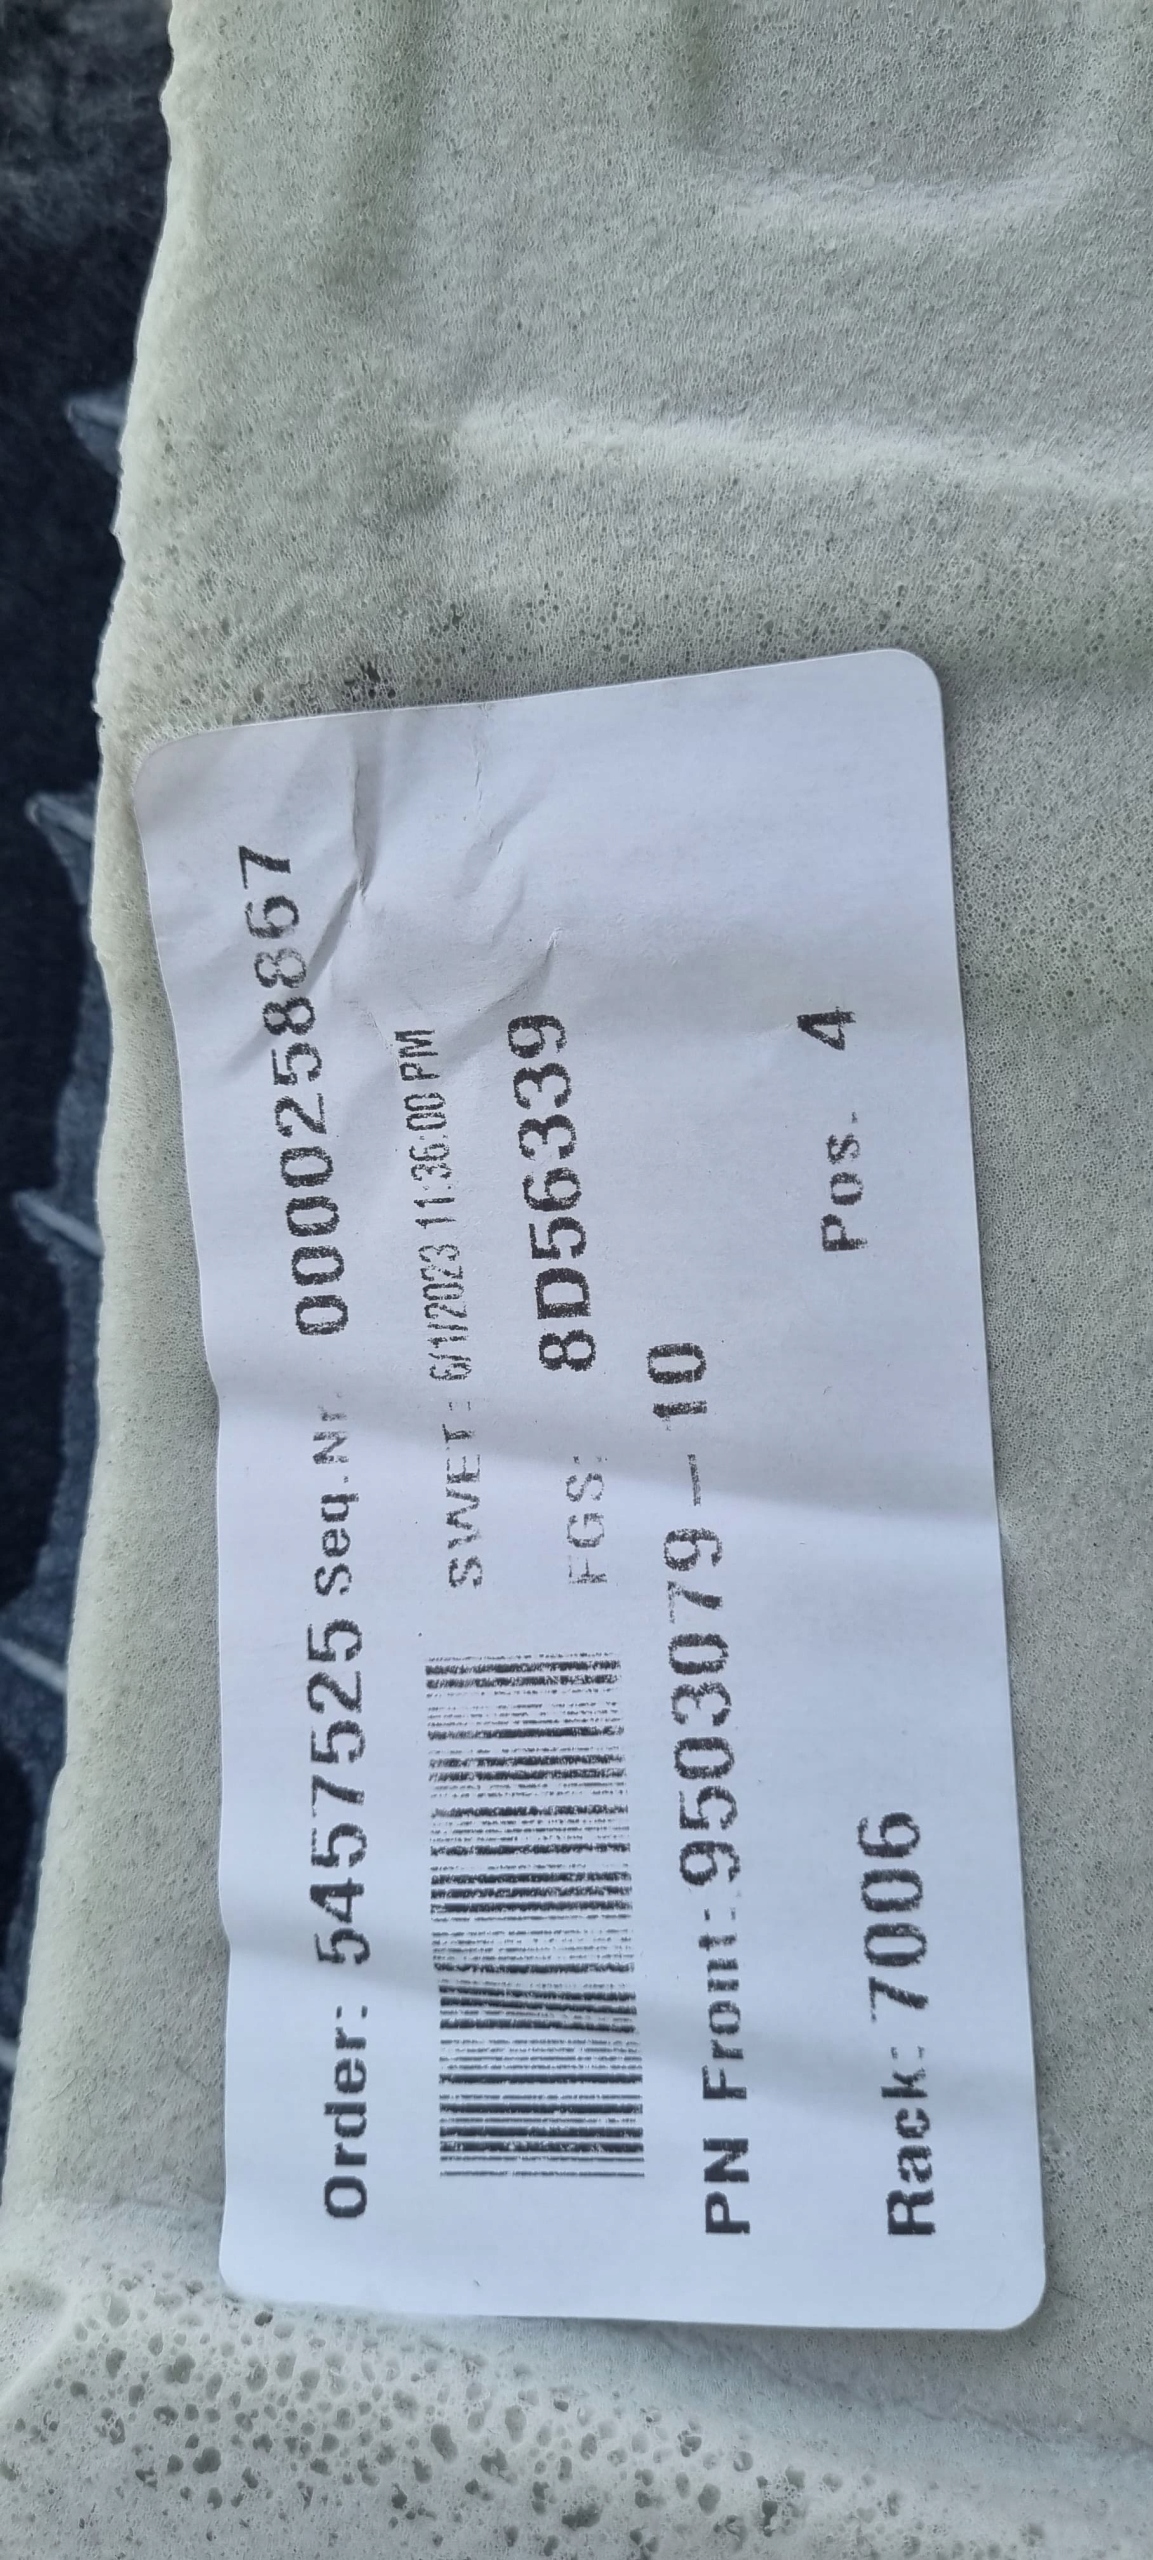 Order: 5457525 Seq.Nr 0000258867
SWET: 6/1/2023 11:36:00 PM
FGS: 8D56339
PN Front: 9503079-10
Rack: 7006 Pos. 4